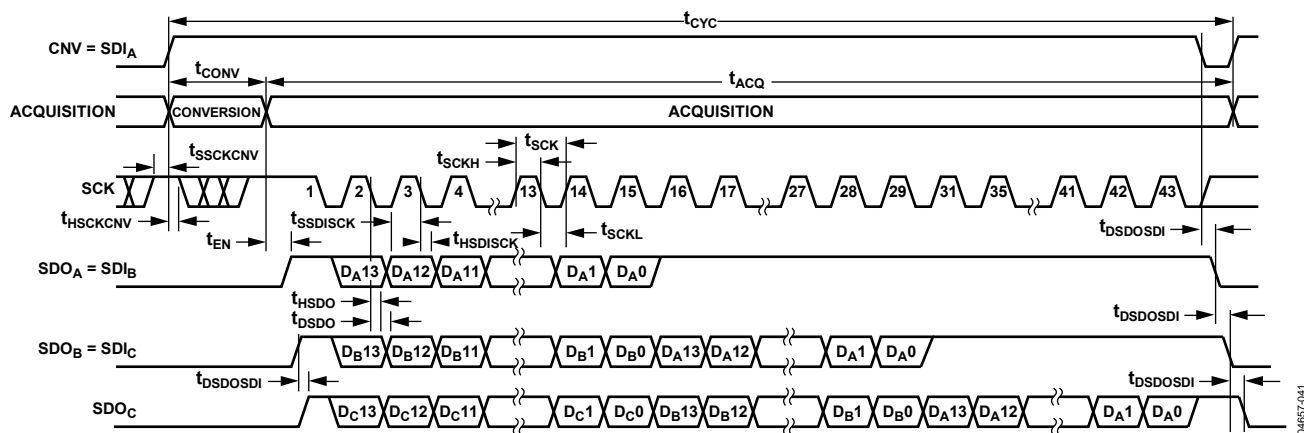 tCYC
CNV = SDIA
tCONV
tACQ
ACQUISITION CONVERSION ACQUISITION
tSSCKCNV
tSCK
tSCKH
SCK 1 2 3 4 13 14 15 16 17 27 28 29 31 35 41 42 43
tHSCKCNV
tSSDISCK
tHSDISCK
tSCKL
tDSDOSDI
tEN
SDOA = SDIB DA13 DA12 DA11 DA1 DA0
tHSDO
tDSDO
tDSDOSDI
SDOB = SDIC DB13 DB12 DB11 DB1 DB0 DA13 DA12 DA1 DA0
tDSDOSDI
tDSDOSDI
SDOC DC13 DC12 DC11 DC1 DC0 DB13 DB12 DB1 DB0 DA13 DA12 DA1 DA0
04657-041